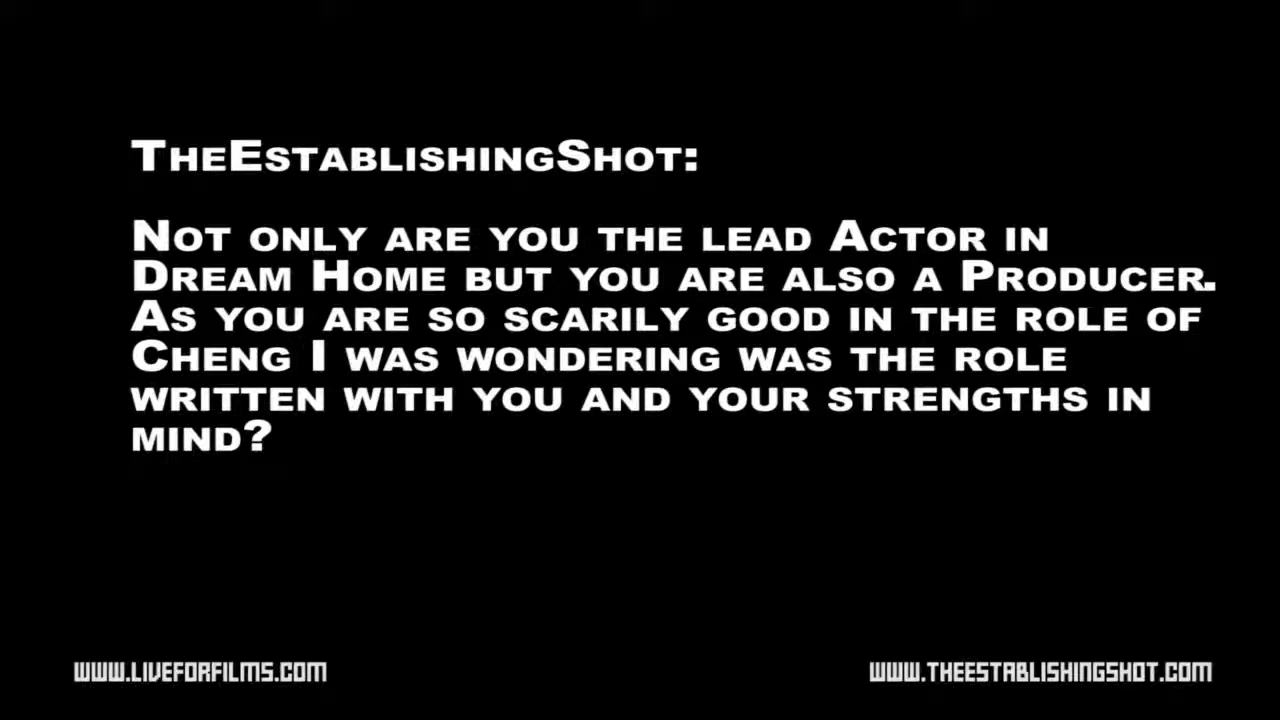 TheEstablishingShot:
Not only are you the lead Actor in
Dream Home but you are also a Producer.
As you are so scarily good in the role of
Cheng I was wondering was the role
written with you and your strengths in
mind?
WWW.LIVEFORFILMS.COM
WWW.THEESTABLISHINGSHOT.COM